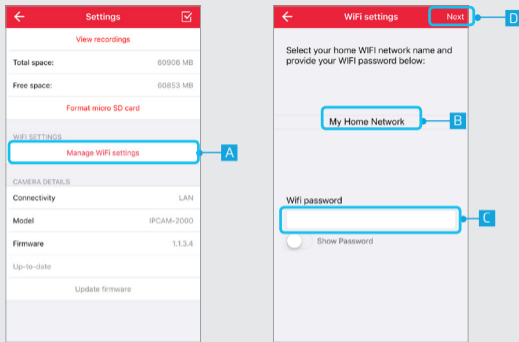 Settings
View recordings
Total space: 60906 MB
Free space: 60853 MB
Format micro SD card
WIFI SETTINGS
Manage WiFi settings
A
CAMERA DETAILS
Connectivity LAN
Model IPCAM-2000
Firmware 1.1.3.4
Up-to-date
Update firmware
WiFi settings Next
D
Select your home WIFI network name and
provide your WIFI password below:
My Home Network
B
Wifi password
C
Show Password